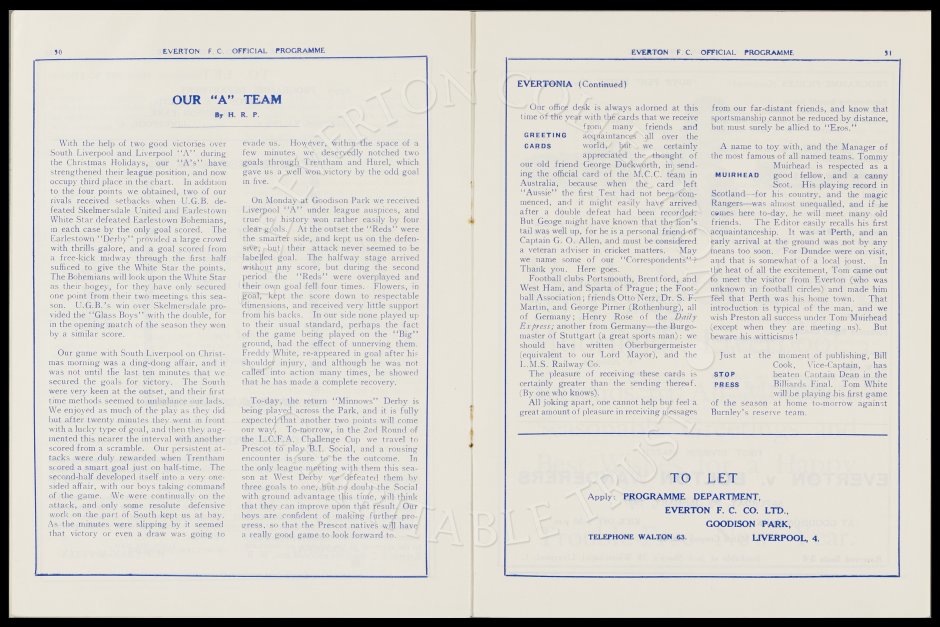 30
EVERTON F. C. OFFICIAL PROGRAMME
OUR “A” TEAM
By H. R. P.
With the help of two good victories over
South Liverpool and Liverpool “A” during
the Christmas Holidays, our “A's” have
strengthened their league position, and now
occupy third place in the chart. In addition
to the four points we obtained, two of our
rivals received setbacks when U.G.B. de-
feated Skelmersdale United and Earlestown
White Star defeated Earlestown Bohemians,
in each case by the only goal scored. The
Earlestown “Derby” provided a large crowd
with thrills galore, and a goal scored from
a free-kick midway through the first half
sufficed to give the White Star the points.
The Bohemians will look upon the White Star
as their bogey, for they have only secured
one point from their two meetings this sea-
son. U.G.B.'s win over Skelmersdale pro-
vided the “Glass Boys” with the double, for
in the opening match of the season they won
by a similar score.
Our game with South Liverpool on Christ-
mas morning was a ding-dong affair, and it
was not until the last ten minutes that we
secured the goals for victory. The South
were very keen at the outset, and their first
time methods seemed to unbalance our lads.
We enjoyed as much of the play as they did
but after twenty minutes they went in front
with a lucky type of goal, and then they aug-
mented this nearer the interval with another
scored from a scramble. Our persistent at-
tacks were duly rewarded when Trentham
scored a smart goal just on half-time. The
second-half developed itself into a very one-
sided affair, with our boys taking command
of the game. We were continually on the
attack, and only some resolute defensive
work on the part of South kept us at bay.
As the minutes were slipping by it seemed
that victory or even a draw was going to
evade us. However, within the space of a
few minutes we deservedly notched two
goals through Trentham and Hurel, which
gave us a well won victory by the odd goal
in five.
On Monday at Goodison Park we received
Liverpool “A” under league auspices, and
true to history won rather easily by four
clear goals. At the outset the “Reds” were
the smarter side, and kept us on the defen-
sive, but their attack never seemed to be
labelled goal. The halfway stage arrived
without any score, but during the second
period the “Reds” were overplayed and
their own goal fell four times. Flowers, in
goal, kept the score down to respectable
dimensions, and received very little support
from his backs. In our side none played up
to their usual standard, perhaps the fact
of the game being played on the “Big”
ground, had the effect of unnerving them.
Freddy White, re-appeared in goal after his
shoulder injury, and although he was not
called into action many times, he showed
that he has made a complete recovery.
To-day, the return “Minnows” Derby is
being played across the Park, and it is fully
expected that another two points will come
our way. To-morrow, in the 2nd Round of
the L.C.F.A. Challenge Cup we travel to
Prescot to play B.I. Social, and a rousing
encounter is sure to be the outcome. In
the only league meeting with them this sea-
son at West Derby we defeated them by
three goals to one, but no doubt the Social
with ground advantage this time, will think
that they can improve upon that result. Our
boys are confident of making further pro-
gress, so that the Prescot natives will have
a really good game to look forward to.
EVERTON F. C. OFFICIAL PROGRAMME
31
EVERTONIA (Continued)
Our office desk is always adorned at this
time of the year with the cards that we receive
GREETING CARDS
from many friends and
acquaintances all over the
world, but we certainly
appreciated the thought of
our old friend George Duckworth, in send-
ing the official card of the M.C.C. team in
Australia, because when the card left
“Aussie” the first Test had not been com-
menced, and it might easily have arrived
after a double defeat had been recorded.
But George might have known that the lion's
tail was well up, for he is a personal friend of
Captain G. O. Allen, and must be considered
a veteran adviser in cricket matters. May
we name some of our “Correspondents”?
Thank you. Here goes.
Football clubs Portsmouth, Brentford, and
West Ham, and Sparta of Prague; the Foot-
ball Association; friends Otto Nerz, Dr. S. F.
Martin, and George Pirner (Rothenburg), all
of Germany; Henry Rose of the Daily
Express; another from Germany—the Burgo-
master of Stuttgart (a great sports man): we
should have written Oberburgermeister
(equivalent to our Lord Mayor), and the
L.M.S. Railway Co.
The pleasure of receiving these cards is
certainly greater than the sending thereof.
(By one who knows).
All joking apart, one cannot help but feel a
great amount of pleasure in receiving messages
from our far-distant friends, and know that
sportsmanship cannot be reduced by distance,
but must surely be allied to “Eros.”
A name to toy with, and the Manager of
the most famous of all named teams. Tommy
MUIRHEAD
Muirhead is respected as a
good fellow, and a canny
Scot. His playing record in
Scotland—for his country, and the magic
Rangers—was almost unequalled, and if he
comes here to-day, he will meet many old
friends. The Editor easily recalls his first
acquaintanceship. It was at Perth, and an
early arrival at the ground was not by any
means too soon. For Dundee were on visit,
and that is somewhat of a local joust. In
the heat of all the excitement, Tom came out
to meet the visitor from Everton (who was
unknown in football circles) and made him
feel that Perth was his home town. That
introduction is typical of the man, and we
wish Preston all success under Tom Muirhead
(except when they are meeting us). But
beware his witticisms!
Just at the moment of publishing, Bill
STOP PRESS
Cook, Vice-Captain, has
beaten Captain Dean in the
Billiards Final. Tom White
will be playing his first game
of the season at home to-morrow against
Burnley's reserve team.
TO LET
Apply: PROGRAMME DEPARTMENT,
EVERTON F. C. CO. LTD.,
GOODISON PARK,
TELEPHONE WALTON 63. LIVERPOOL, 4.